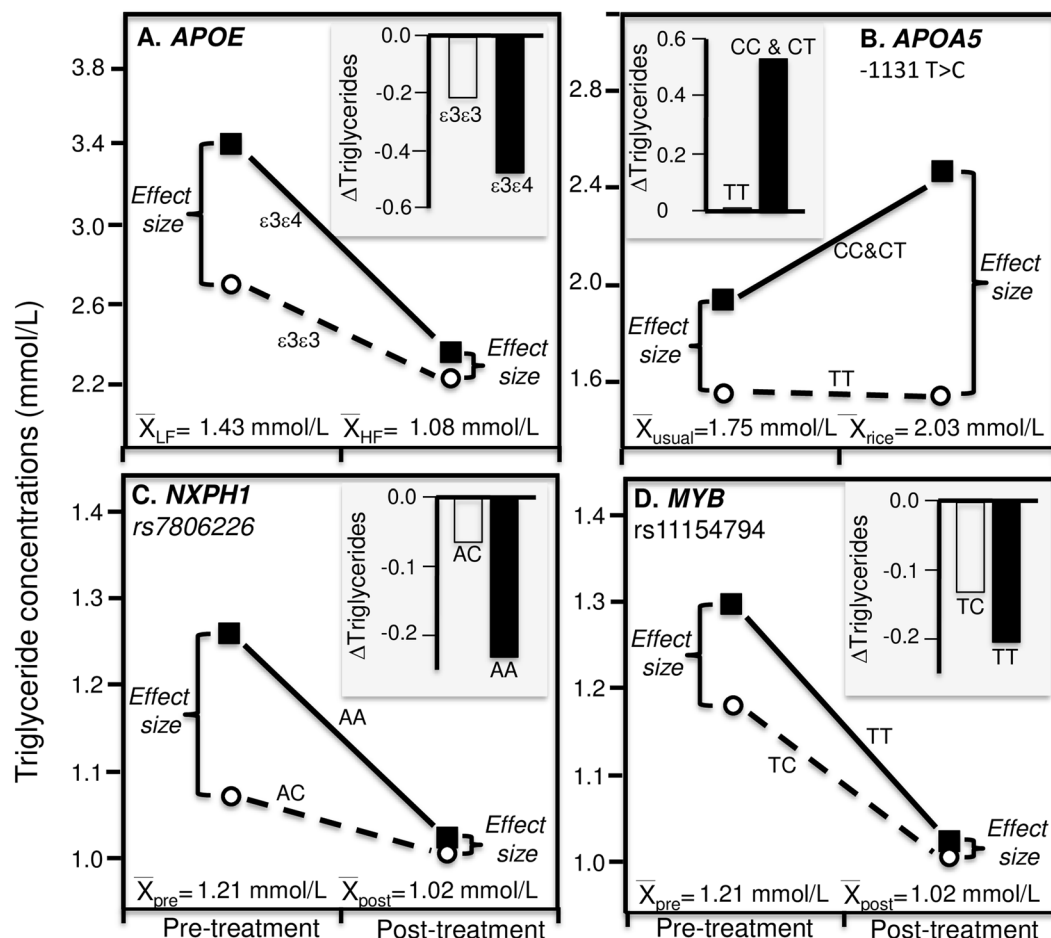 Triglyceride concentrations (mmol/L)
A. APOE
3.8
3.4
3.0
2.6
2.2
Effect
size
ε3ε4
ε3ε3
Effect
size
ΔTriglycerides
0.0
-0.2
-0.4
-0.6
ε3ε3
ε3ε4
X̅LF= 1.43 mmol/L
X̅HF= 1.08 mmol/L
B. APOA5
-1131 T>C
2.8
2.4
2.0
1.6
ΔTriglycerides
0.6
0.4
0.2
0
TT
CC & CT
Effect
size
CC&CT
TT
Effect
size
X̅usual=1.75 mmol/L
X̅rice= 2.03 mmol/L
C. NXPH1
rs7806226
1.4
1.3
1.2
1.1
1.0
ΔTriglycerides
0.0
-0.1
-0.2
AC
AA
Effect
size
AA
AC
Effect
size
X̅pre= 1.21 mmol/L
X̅post=1.02 mmol/L
Pre-treatment
Post-treatment
D. MYB
rs11154794
1.4
1.3
1.2
1.1
1.0
ΔTriglycerides
0.0
-0.1
-0.2
TC
TT
Effect
size
TT
TC
Effect
size
X̅pre= 1.21 mmol/L
X̅post=1.02 mmol/L
Pre-treatment
Post-treatment